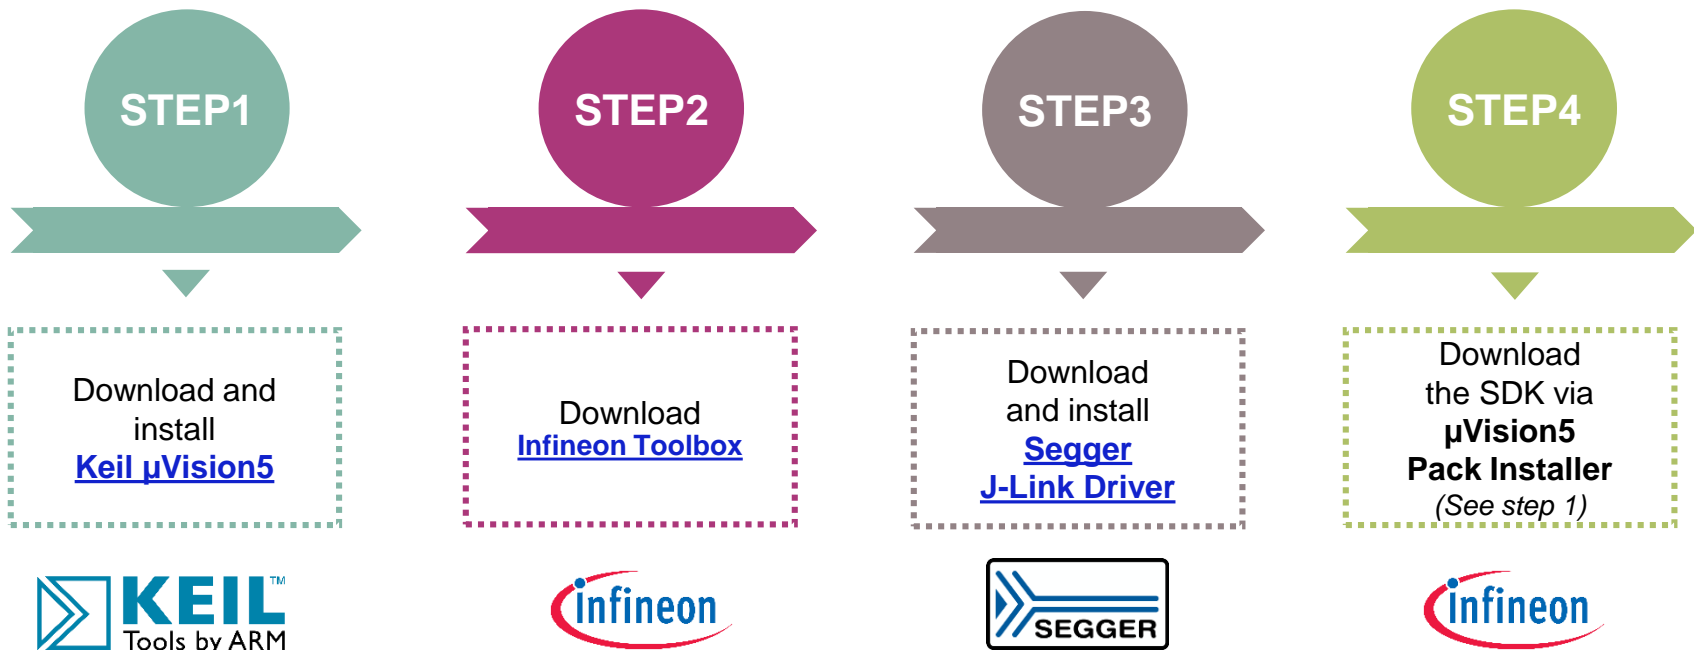 STEP1
STEP2
STEP3
STEP4
Download and
install
Keil µVision5
Download
Infineon Toolbox
Download
and install
Segger
J-Link Driver
Download
the SDK via
µVision5
Pack Installer
(See step 1)
KEIL™
Tools by ARM
infineon
SEGGER
infineon